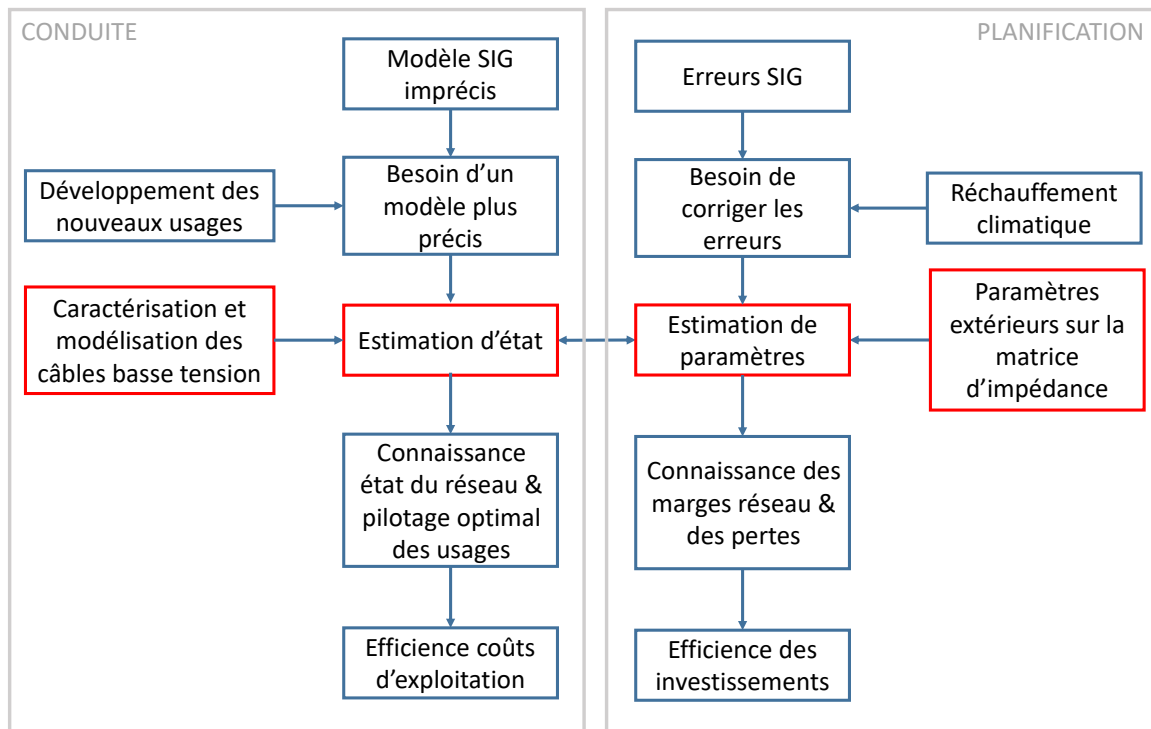 CONDUITE
Modèle SIG
imprécis
Développement des
nouveaux usages
Besoin d'un
modèle plus
précis
Caractérisation et
modélisation des
câbles basse tension
Estimation d'état
Connaissance
état du réseau &
pilotage optimal
des usages
Efficience coûts
d'exploitation
PLANIFICATION
Erreurs SIG
Besoin de
corriger les
erreurs
Réchauffement
climatique
Estimation de
paramètres
Paramètres
extérieurs sur la
matrice
d'impédance
Connaissance des
marges réseau &
des pertes
Efficience des
investissements